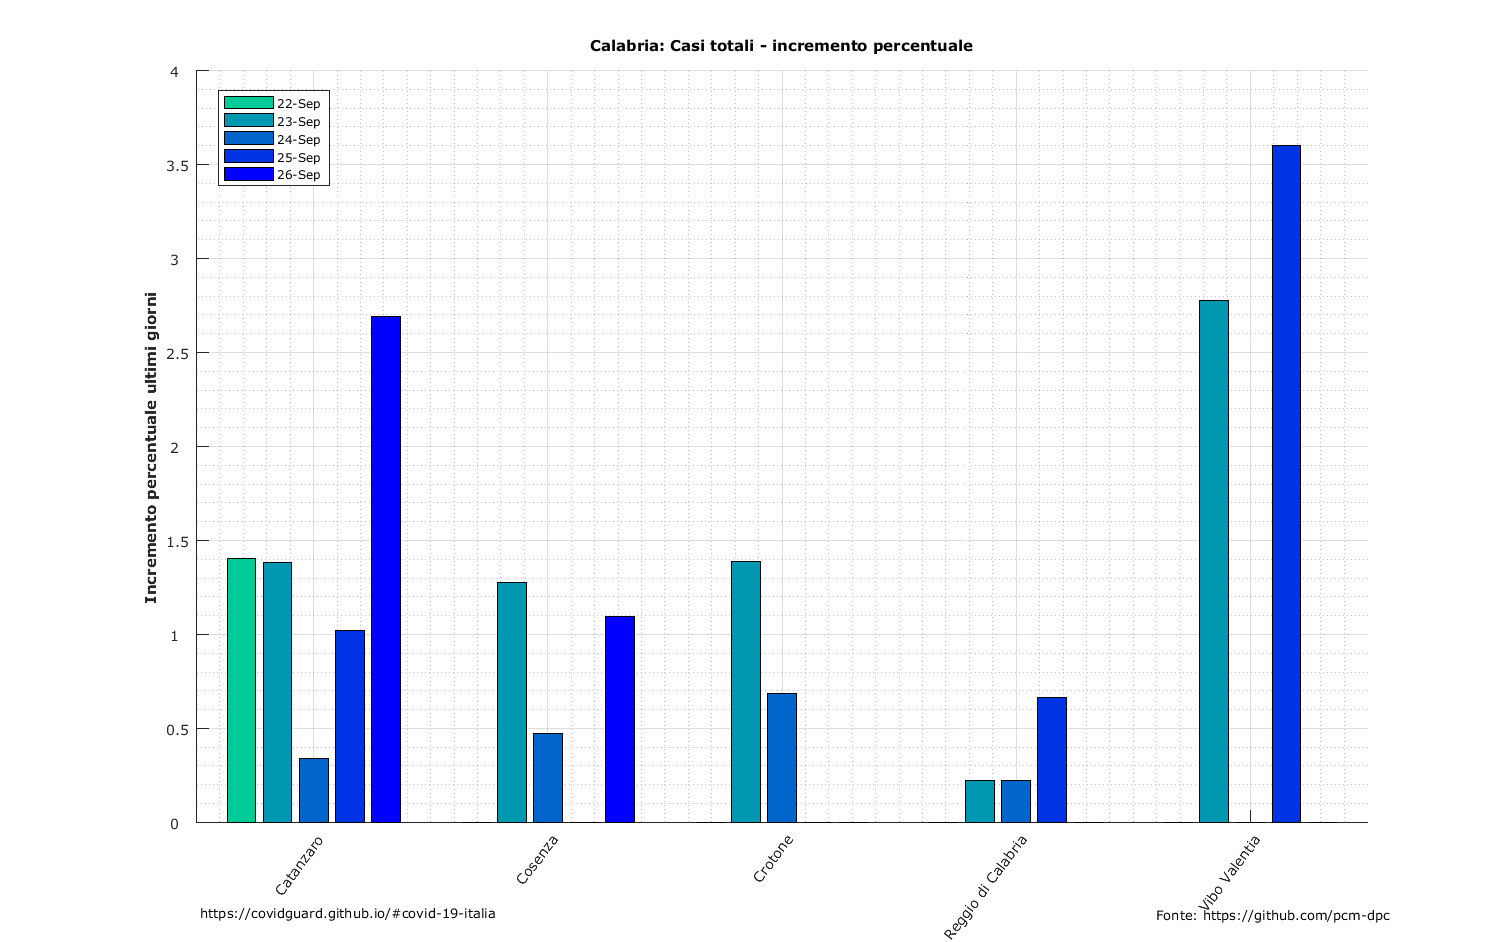 Calabria: Casi totali - incremento percentuale
4
3.5
3
2.5
2
1.5
1
0.5
0
Incremento percentuale ultimi giorni
22-Sep
23-Sep
24-Sep
25-Sep
26-Sep
Catanzaro
Cosenza
Crotone
Reggio di Calabria
Vibo Valentia
https://covidguard.github.io/#covid-19-italia
Fonte: https://github.com/pcm-dpc